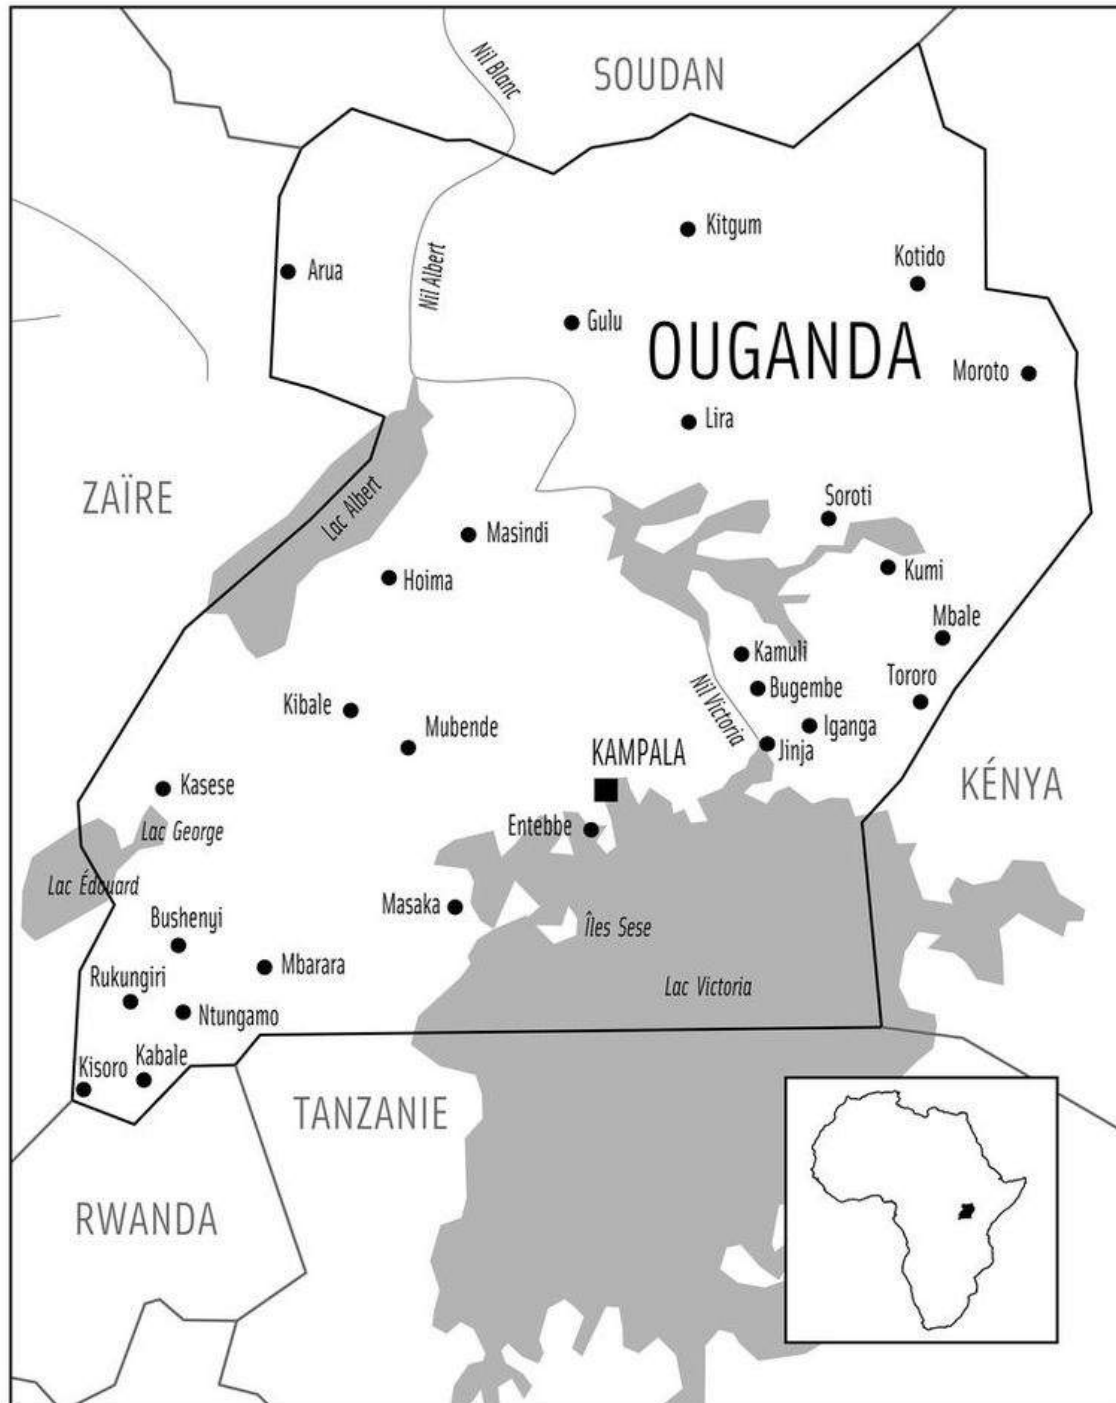 Nil Blanc
SOUDAN
Kitgum
Kotido
Arua
Nil Albert
Gulu
OUGANDA
Moroto
Lira
ZAÏRE
Lac Albert
Soroti
Masindi
Kumi
Hoima
Mbale
Kamuli
Tororo
Bugembe
Kibale
Nil Victoria
Iganga
Mubende
Jinja
KAMPALA
Kasese
KÉNYA
Entebbe
Lac George
Lac Édouard
Masaka
Bushenyi
Îles Sese
Mbarara
Rukungiri
Lac Victoria
Ntungamo
Kabale
Kisoro
TANZANIE
RWANDA